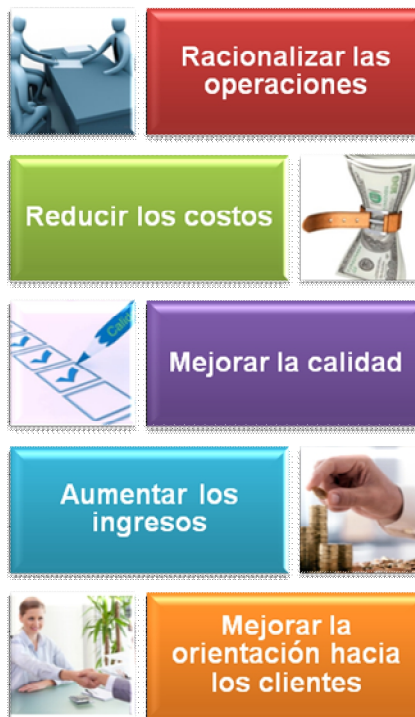 Racionalizar las
operaciones
Reducir los costos
Mejorar la calidad
Aumentar los
ingresos
Mejorar la
orientación hacia
los clientes